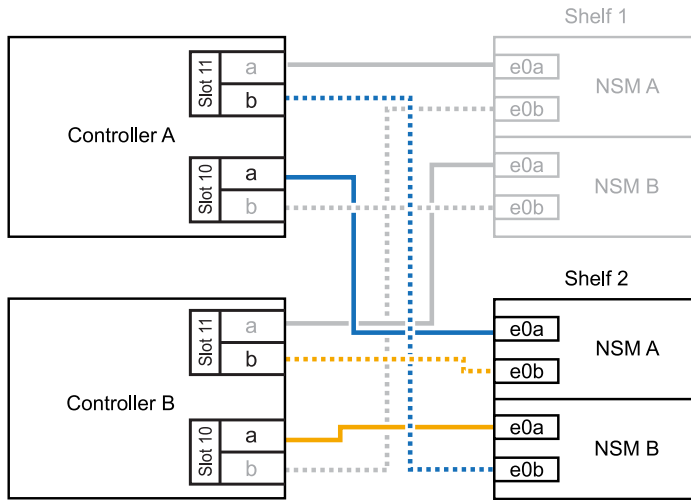 Shelf 1
Slot 11
a
b
Controller A
Slot 10
a
b
e0a
e0b
NSM A
e0a
e0b
NSM B
Shelf 2
Slot 11
a
b
Controller B
Slot 10
a
b
e0a
e0b
NSM A
e0a
e0b
NSM B